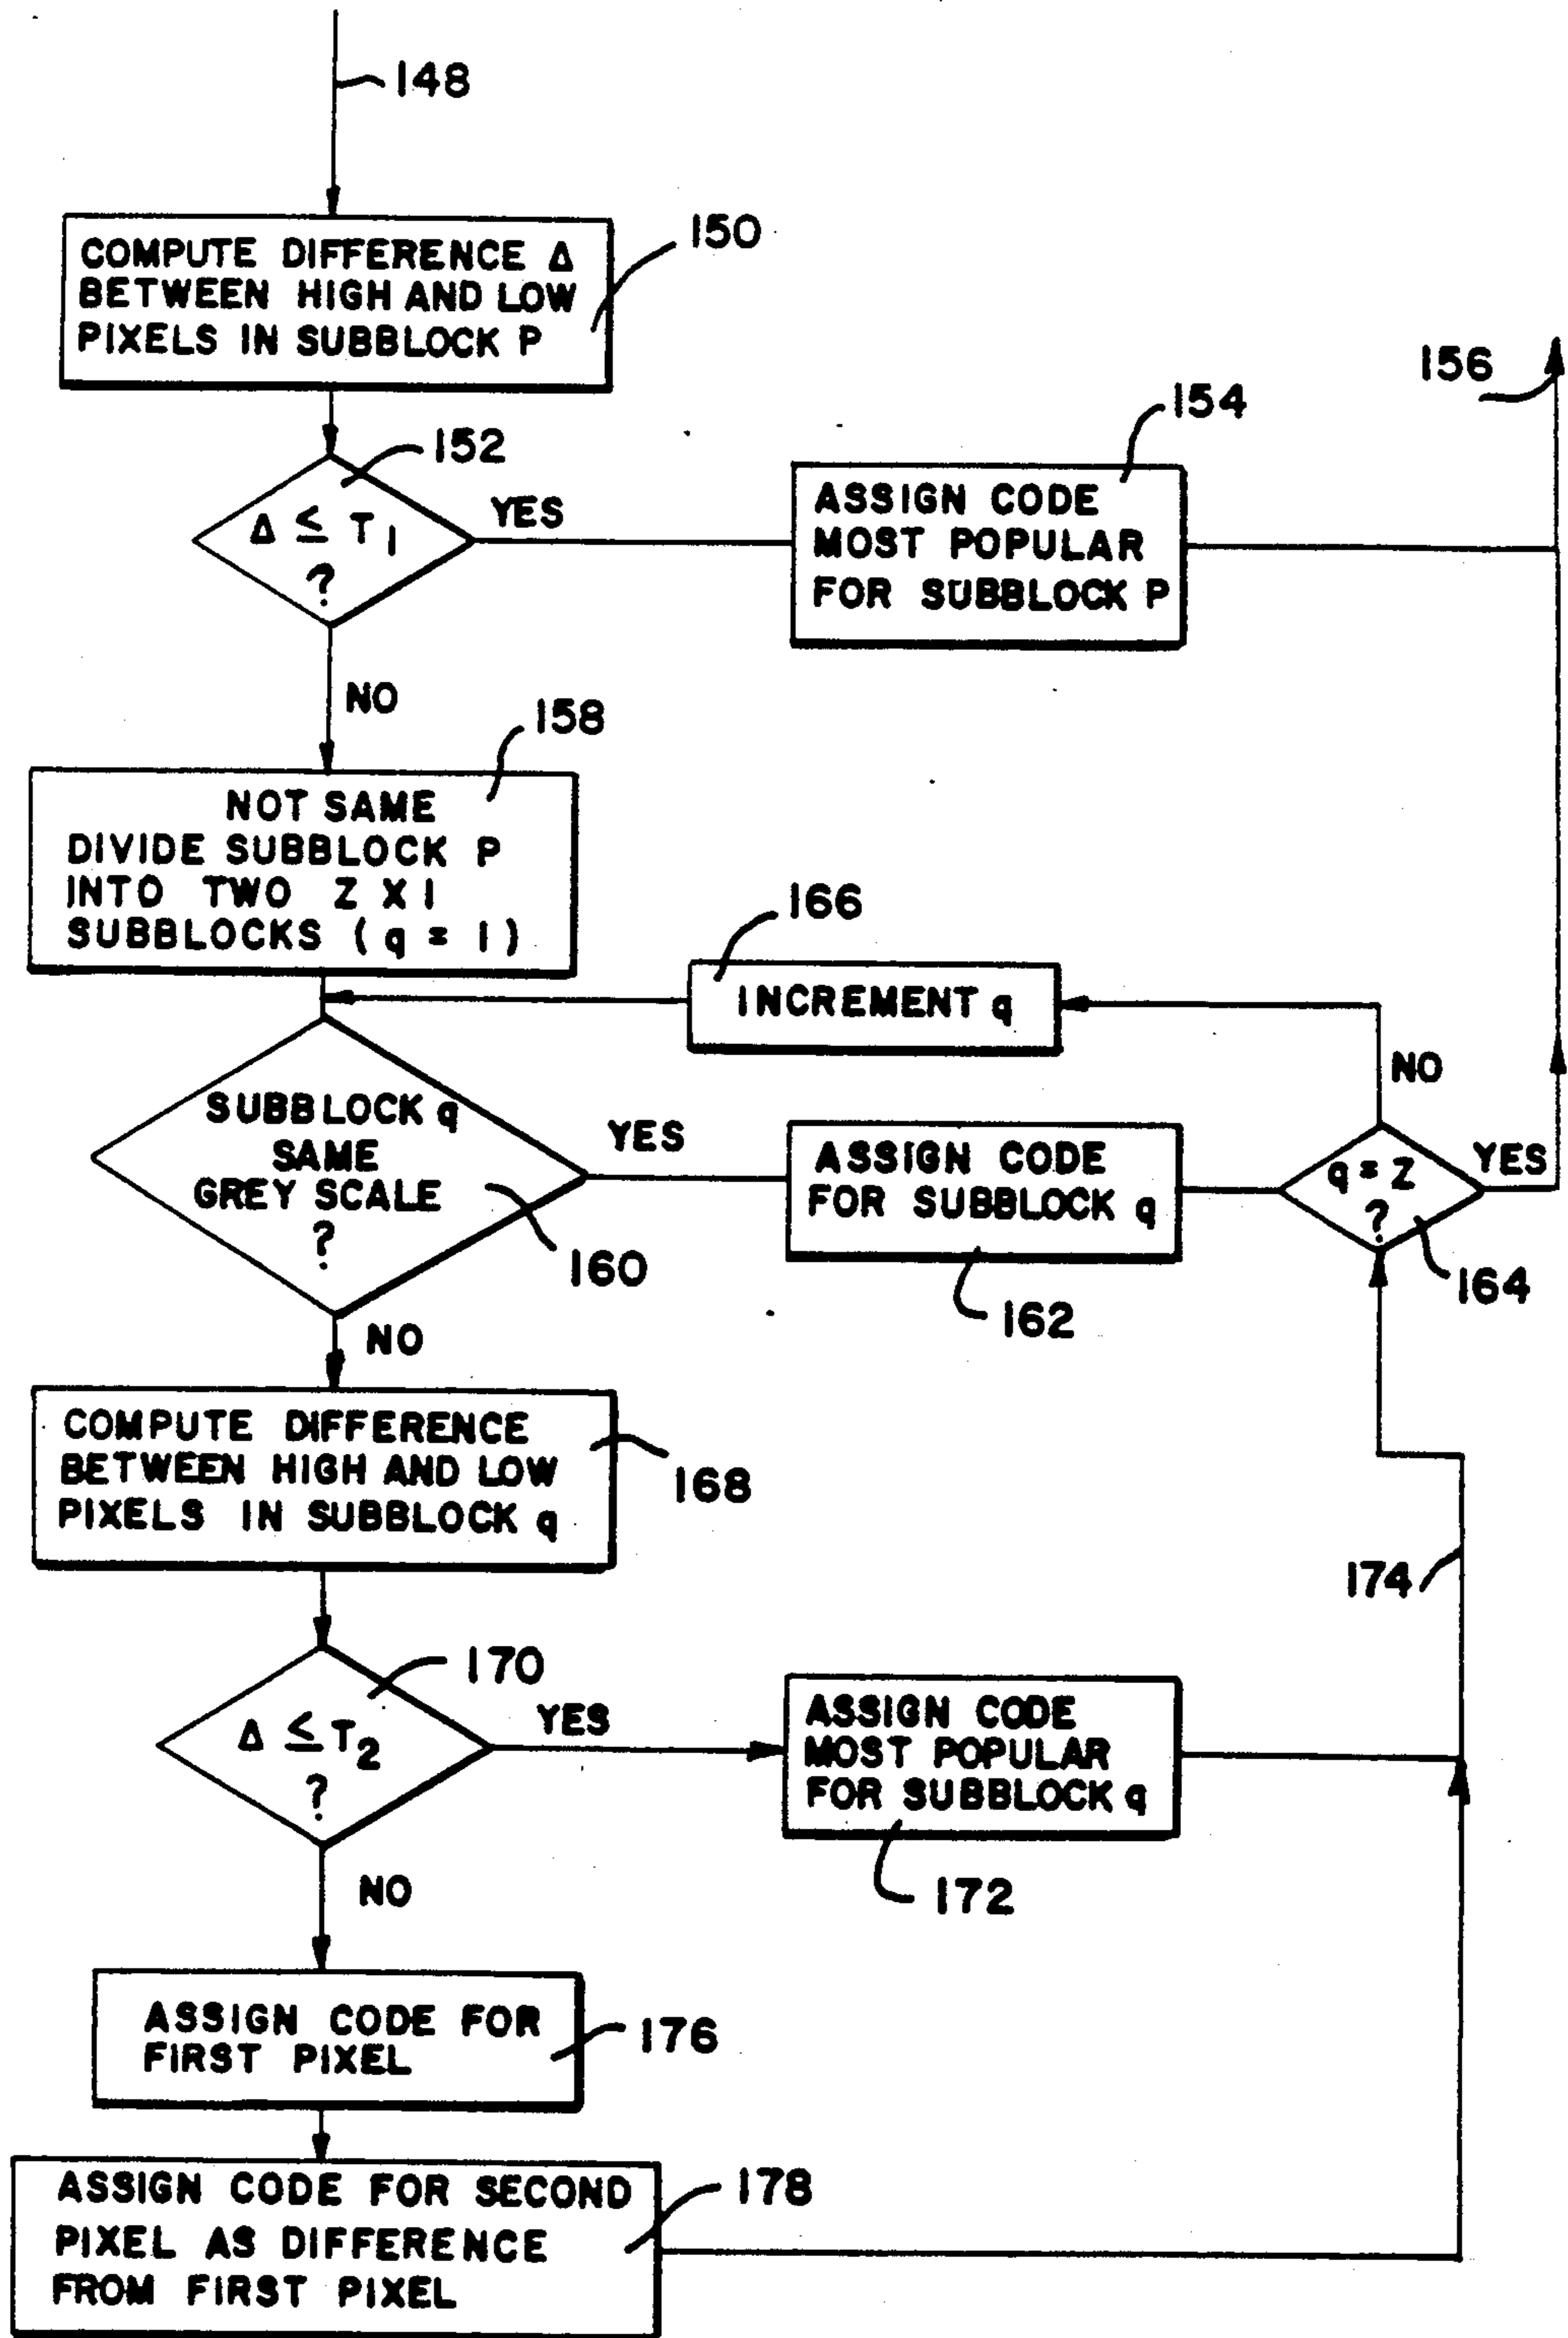 148
COMPUTE DIFFERENCE Δ
BETWEEN HIGH AND LOW
PIXELS IN SUBBLOCK P
150
152
Δ ≤ T1
?
YES
NO
ASSIGN CODE
MOST POPULAR
FOR SUBBLOCK P
154
156
158
NOT SAME
DIVIDE SUBBLOCK P
INTO TWO Z X 1
SUBBLOCKS (q = 1)
166
INCREMENT q
SUBBLOCK q
SAME
GREY SCALE
?
160
YES
NO
ASSIGN CODE
FOR SUBBLOCK q
162
q = Z
?
164
NO
YES
COMPUTE DIFFERENCE
BETWEEN HIGH AND LOW
PIXELS IN SUBBLOCK q
168
174
170
Δ ≤ T2
?
YES
NO
ASSIGN CODE
MOST POPULAR
FOR SUBBLOCK q
172
ASSIGN CODE FOR
FIRST PIXEL
176
ASSIGN CODE FOR SECOND
PIXEL AS DIFFERENCE
FROM FIRST PIXEL
178